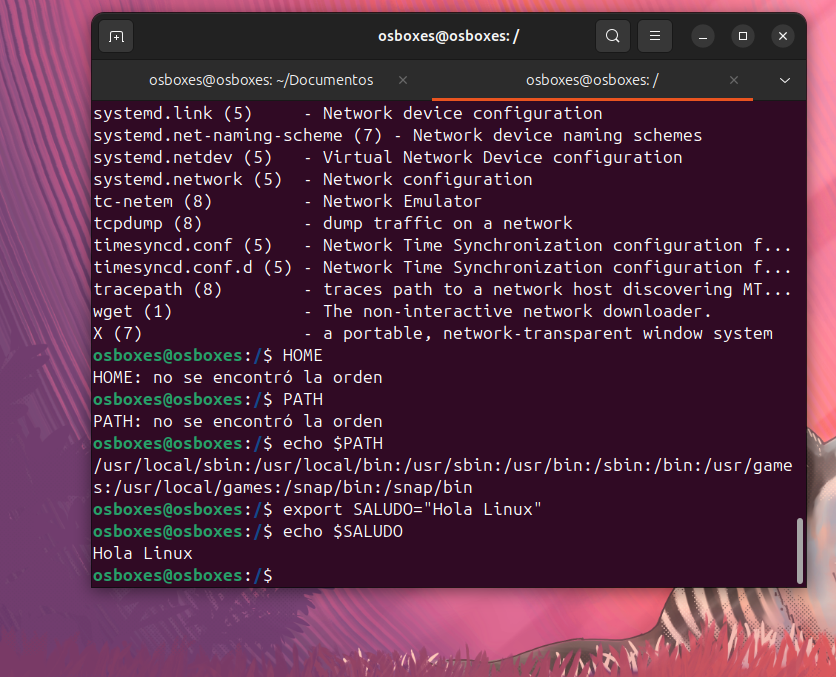 osboxes@osboxes: /
osboxes@osboxes: ~/Documentos
osboxes@osboxes: /
systemd.link (5)     - Network device configuration
systemd.net-naming-scheme (7) - Network device naming schemes
systemd.netdev (5)   - Virtual Network Device configuration
systemd.network (5)  - Network configuration
tc-netem (8)         - Network Emulator
tcpdump (8)          - dump traffic on a network
timesyncd.conf (5)   - Network Time Synchronization configuration f...
timesyncd.conf.d (5) - Network Time Synchronization configuration f...
tracepath (8)        - traces path to a network host discovering MT...
wget (1)             - The non-interactive network downloader.
X (7)                - a portable, network-transparent window system
osboxes@osboxes:/$ HOME
HOME: no se encontró la orden
osboxes@osboxes:/$ PATH
PATH: no se encontró la orden
osboxes@osboxes:/$ echo $PATH
/usr/local/sbin:/usr/local/bin:/usr/sbin:/usr/bin:/sbin:/bin:/usr/game
s:/usr/local/games:/snap/bin:/snap/bin
osboxes@osboxes:/$ export SALUDO="Hola Linux"
osboxes@osboxes:/$ echo $SALUDO
Hola Linux
osboxes@osboxes:/$